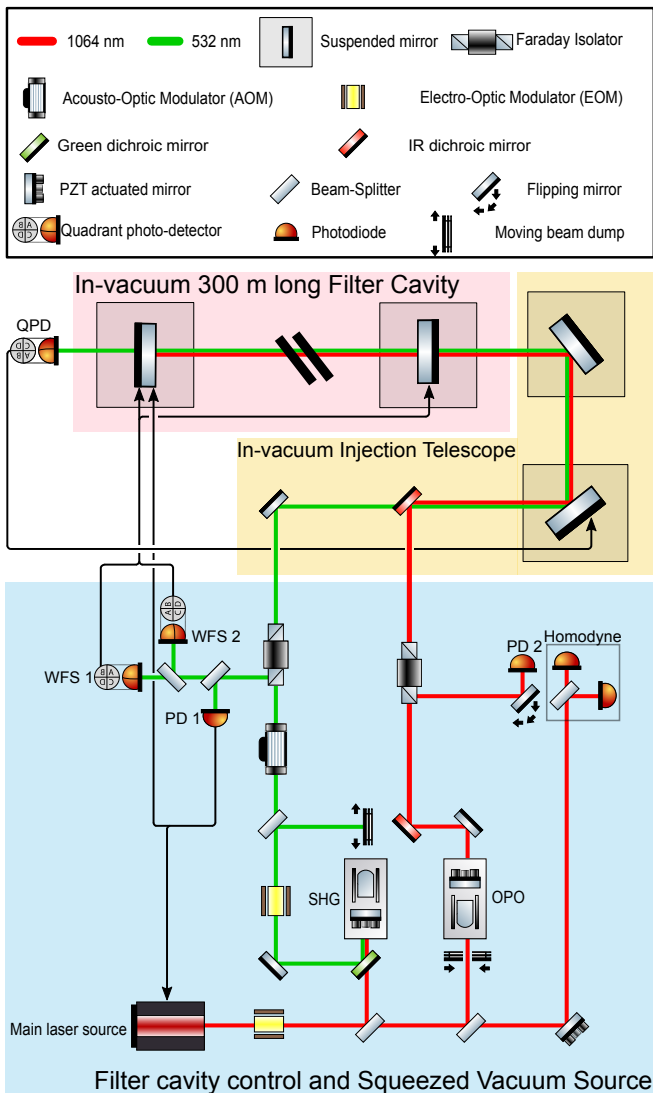 1064 nm
532 nm
Suspended mirror
Faraday Isolator
Acousto-Optic Modulator (AOM)
Electro-Optic Modulator (EOM)
Green dichroic mirror
IR dichroic mirror
PZT actuated mirror
Beam-Splitter
Flipping mirror
B A
C D
Quadrant photo-detector
Photodiode
Moving beam dump
In-vacuum 300 m long Filter Cavity
QPD
C D
B A
In-vacuum Injection Telescope
A B
C D
WFS 2
WFS 1
C D
B A
PD 1
PD 2
Homodyne
SHG
OPO
Main laser source
Filter cavity control and Squeezed Vacuum Source